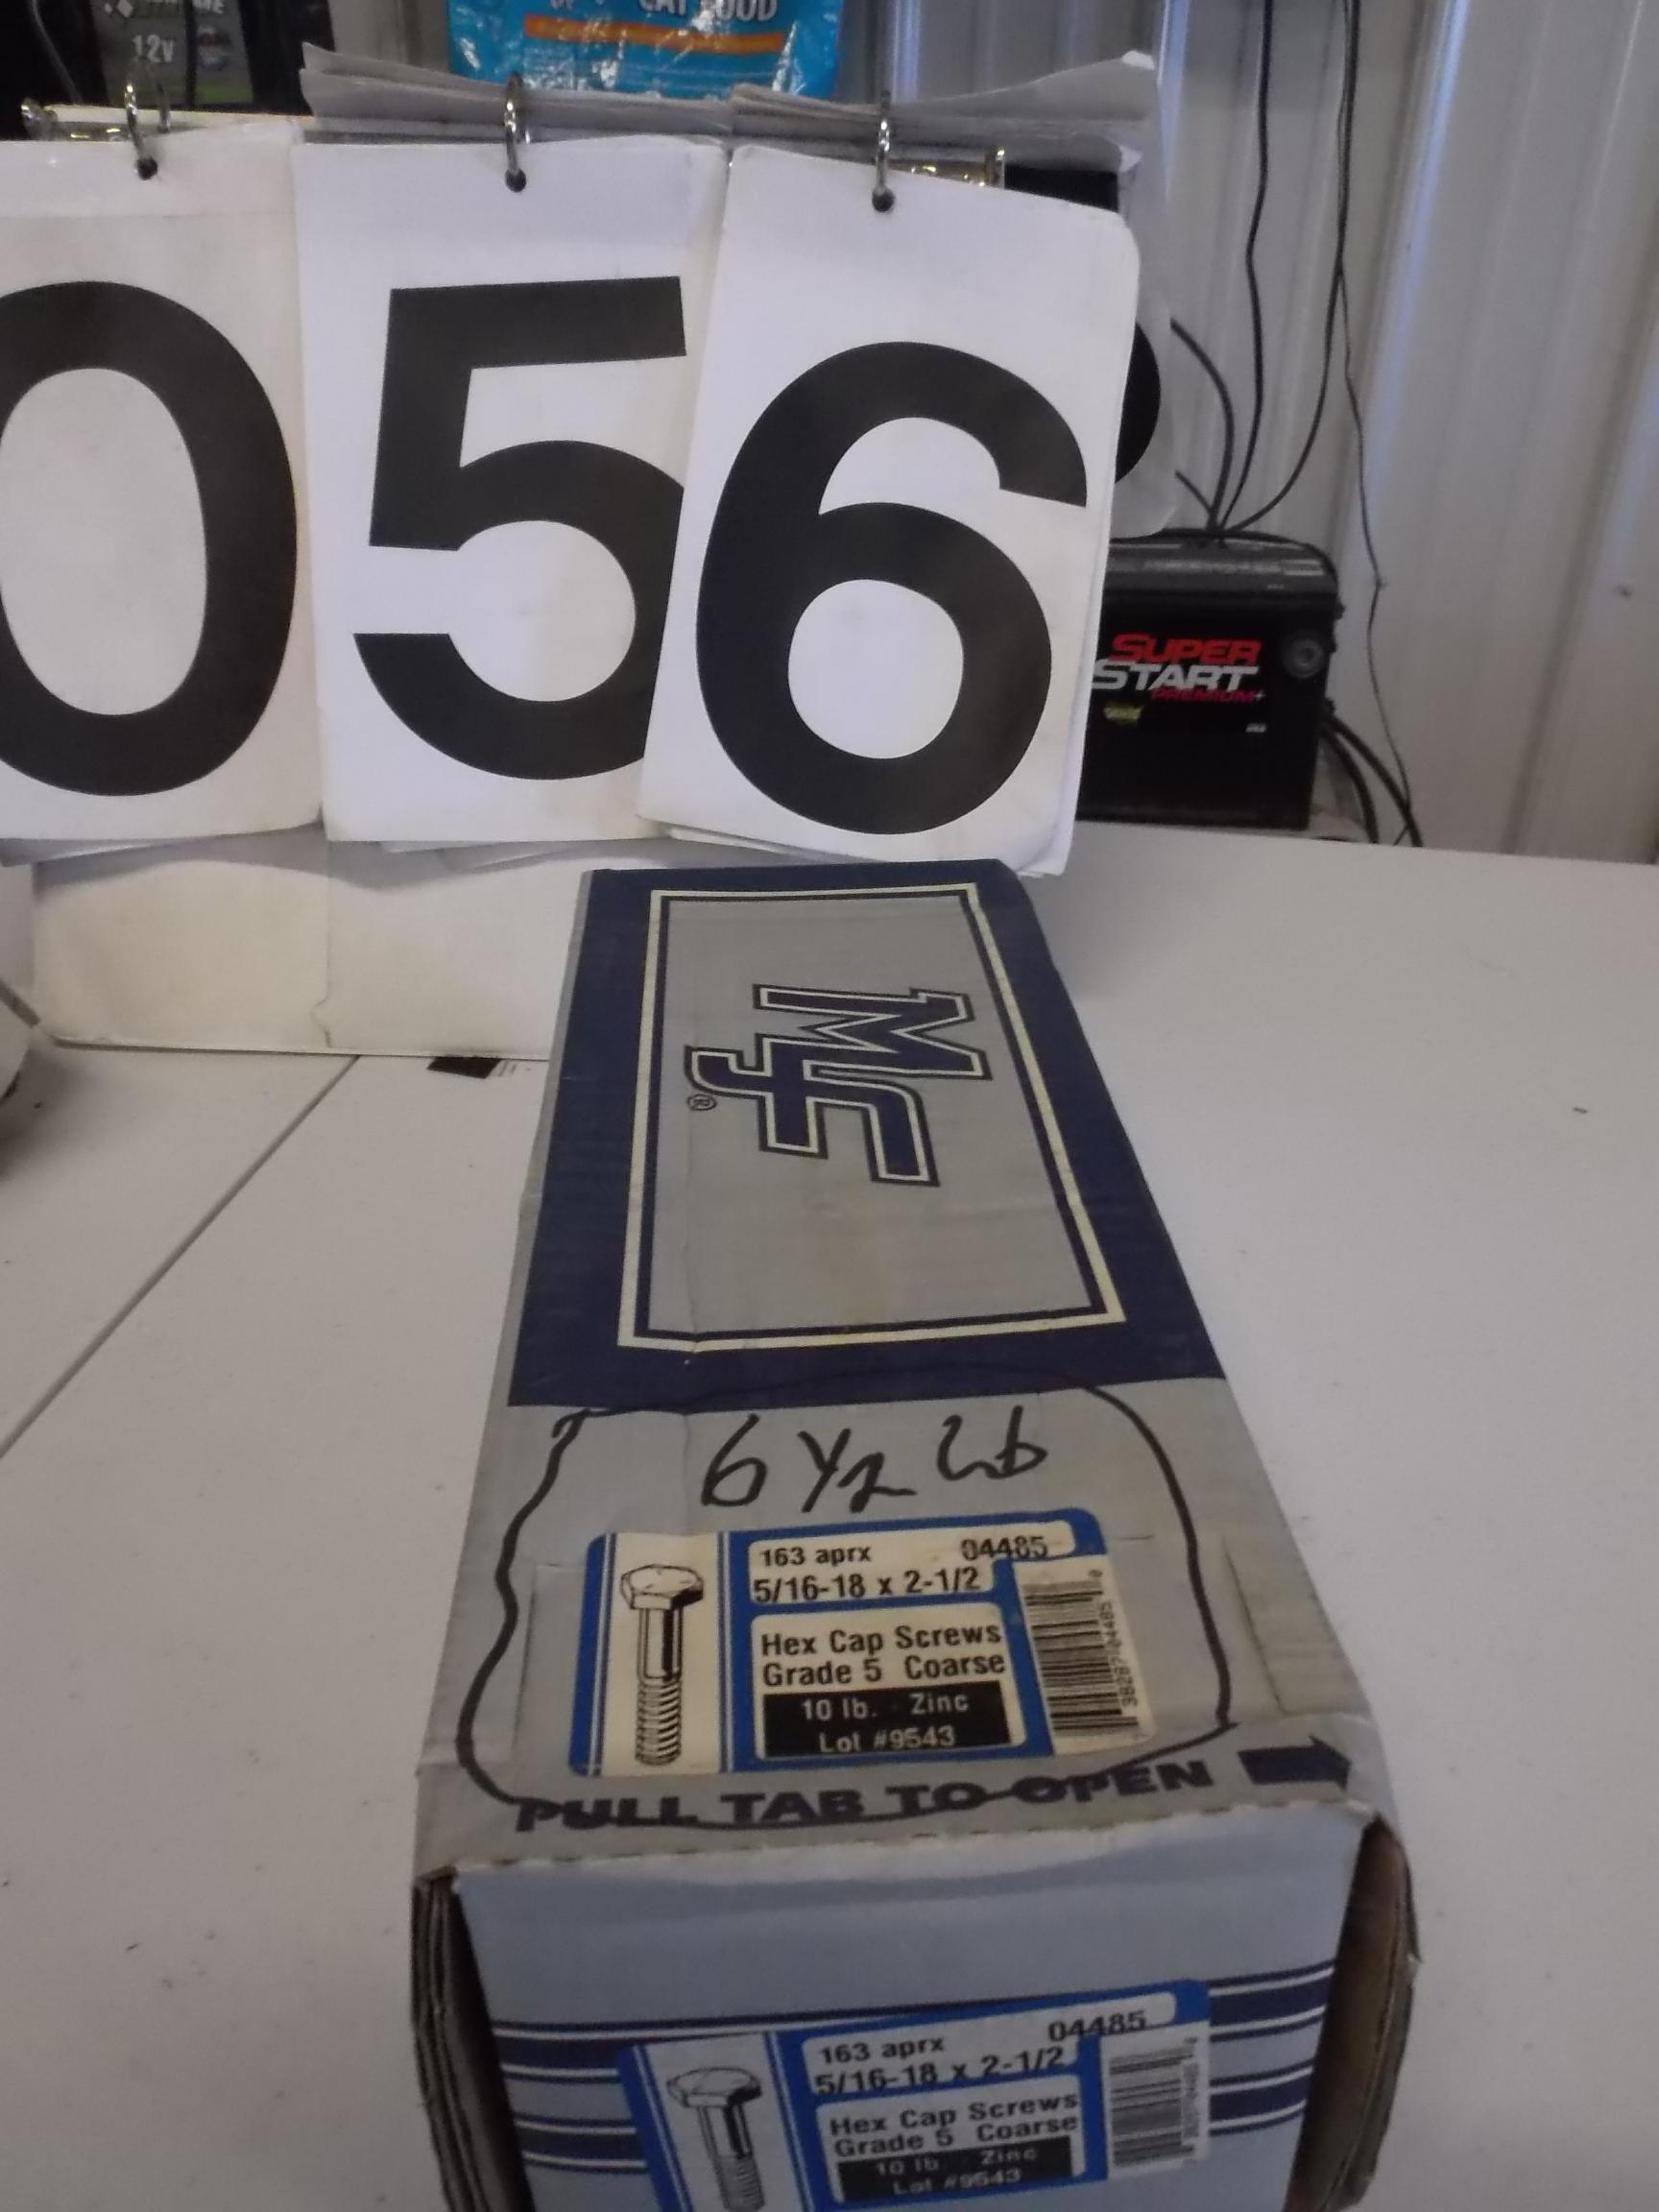 12V
CAT FOOD
056
SUPER
START
PREMIUM+
MF®
6 1/2 Lb
163 aprx 04485
5/16-18 x 2-1/2
Hex Cap Screws
Grade 5 Coarse
10 lb. Zinc
Lot #9543
PULL TAB TO OPEN
163 aprx 04485
5/16-18 x 2-1/2
Hex Cap Screws
Grade 5 Coarse
10 lb. Zinc
Lot #9543